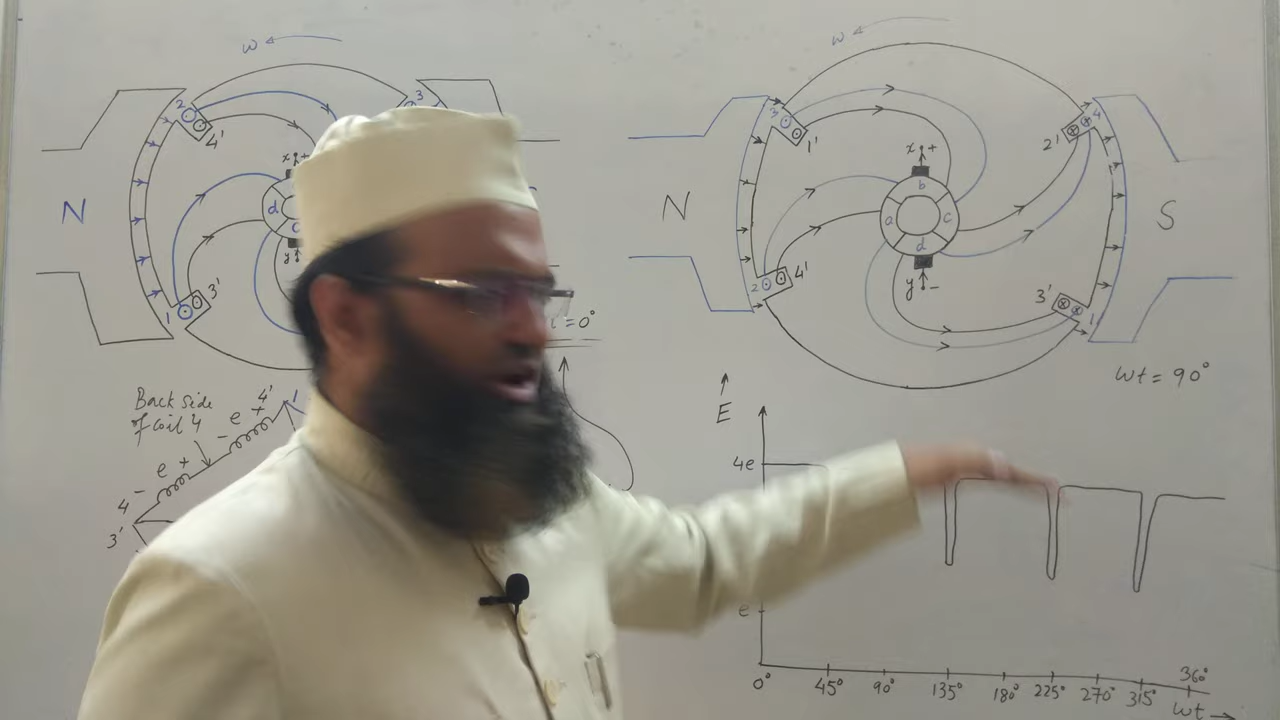 ω
2
4'
3
x +
N
d
c
y
1
3'
= 0°
Back side
of coil 4
4'
1
e +
-
e +
- 
4
3'
ω
3
1'
4
2'
x +
N
b
a
c
d
S
2
4'
y -
3'
1
ωt = 90°
E
4e
e
0° 45° 90° 135° 180° 225° 270° 315° 360°
ωt